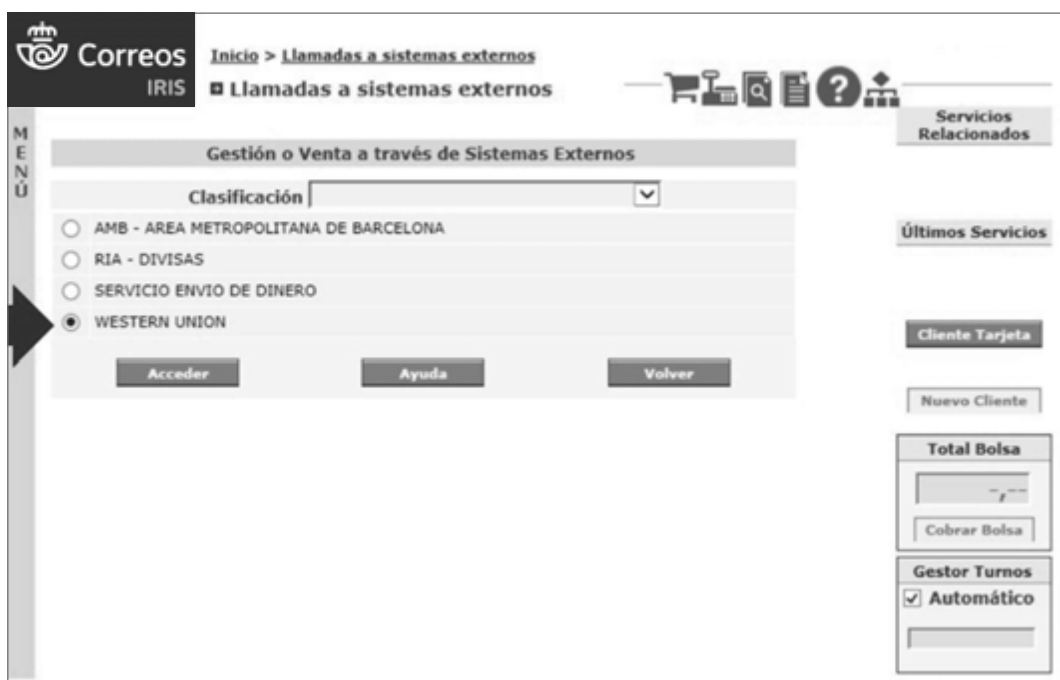 Correos
IRIS
Inicio > Llamadas a sistemas externos
Llamadas a sistemas externos
?
MENÚ
Gestión o Venta a través de Sistemas Externos
Clasificación
AMB - AREA METROPOLITANA DE BARCELONA
RIA - DIVISAS
SERVICIO ENVIO DE DINERO
WESTERN UNION
Acceder Ayuda Volver
Servicios
Relacionados
Últimos Servicios
Cliente Tarjeta
Nuevo Cliente
Total Bolsa
-,--
Cobrar Bolsa
Gestor Turnos
Automático